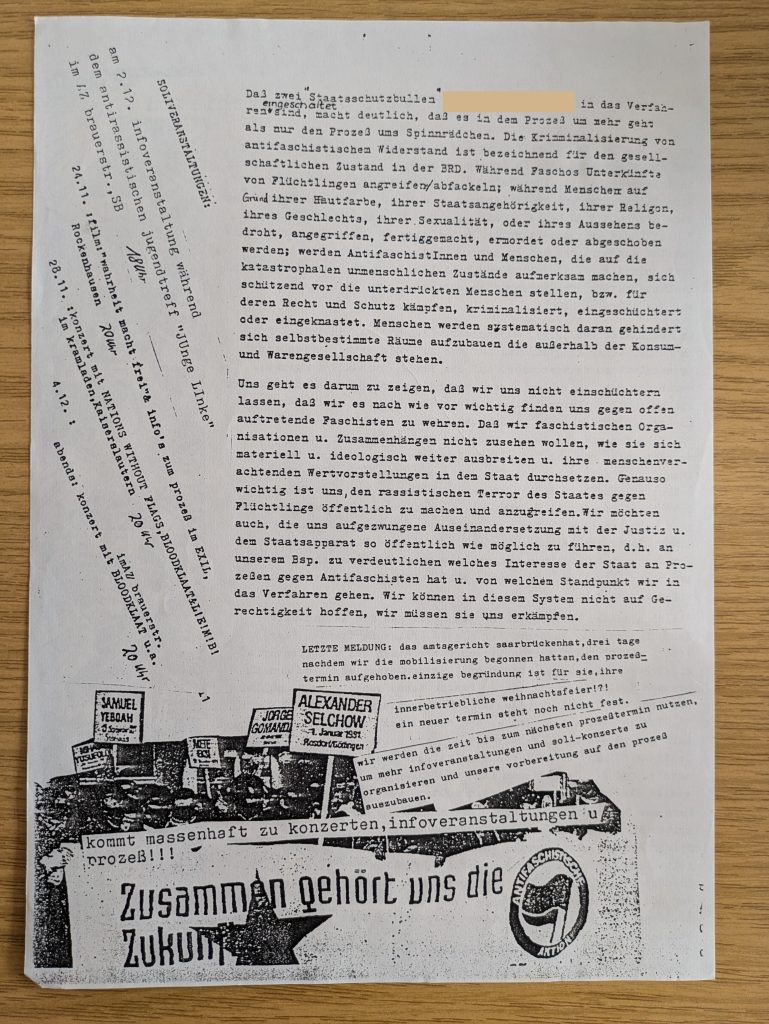 SOLIVERANSTALTUNGEN:
am ?.1?. infoveranstaltung während
dem antirassistischen jugendtreff "JUnge LInke"
im AZ brauerstr.,SB 18 Uhr
24.11. :film:"wahrheit macht frei"& info's zum prozeß im EXIL,
Rockenhausen 20 Uhr
28.11. :konzert mit NATIONS WITHOUT FLAGS,BLOODKLAAT&L!E!M!B!
im kramladen,Kaiserslautern 20 Uhr
4.12. : imAZ brauerstr.
abends: konzert mit BLOODKLAAT u.a.
20 Uhr
Daß zwei "Staatsschutzbullen" in das Verfah-
ren eingeschaltet sind, macht deutlich, daß es in dem Prozeß um mehr geht
als nur den Prozeß ums Spinnrädchen. Die Kriminalisierung von
antifaschistischem Widerstand ist bezeichnend für den gesell-
schaftlichen Zustand in der BRD. Während Faschos Unterkünfte
von Flüchtlingen angreifen/abfackeln; während Menschen auf
Grund ihrer Hautfarbe, ihrer Staatsangehörigkeit, ihrer Religon,
ihres Geschlechts, ihrer Sexualität, oder ihres Aussehens be-
droht, angegriffen, fertiggemacht, ermordet oder abgeschoben
werden; werden AntifaschistInnen und Menschen, die auf die
katastrophalen unmenschlichen Zustände aufmerksam machen, sich
schützend vor die unterdrückten Menschen stellen, bzw. für
deren Recht und Schutz kämpfen, kriminalisiert, eingeschüchtert
oder eingeknastet. Menschen werden systematisch daran gehindert
sich selbstbestimmte Räume aufzubauen die außerhalb der Konsum-
und Warengesellschaft stehen.
Uns geht es darum zu zeigen, daß wir uns nicht einschüchtern
lassen, daß wir es nach wie vor wichtig finden uns gegen offen
auftretende Faschisten zu wehren. Daß wir faschistischen Orga-
nisationen u. Zusammenhängen nicht zusehen wollen, wie sie sich
materiell u. ideologisch weiter ausbreiten u. ihre menschenver-
achtenden Wertvorstellungen in dem Staat durchsetzen. Genauso
wichtig ist uns,den rassistischen Terror des Staates gegen
Flüchtlinge öffentlich zu machen und anzugreifen.Wir möchten
auch, die uns aufgezwungene Auseinandersetzung mit der Justiz u.
dem Staatsapparat so öffentlich wie möglich zu führen, d.h. an
unserem Bsp. zu verdeutlichen welches Interesse der Staat an Pro-
zeßen gegen Antifaschisten hat u. von welchem Standpunkt wir in
das Verfahren gehen. Wir können in diesem System nicht auf Ge-
rechtigkeit hoffen, wir müssen sie uns erkämpfen.
LETZTE MELDUNG: das amtsgericht saarbrückenhat,drei tage
nachdem wir die mobilisierung begonnen hatten,den prozeß-
termin aufgehoben.einzige begründung ist für sie,ihre
innerbetriebliche weihnachtsfeier!?!
ein neuer termin steht noch nicht fest.
wir werden die zeit bis zum nächsten prozeßtermin nutzen,
um mehr infoveranstaltungen und soli-konzerte zu
organisieren und unsere vorbereitung auf den prozeß
auszubauen.
SAMUEL
YEBOAH
JORGE
GOMANDAI
ALEXANDER
SELCHOW
1. Januar 1991
Rosdorf/Göttingen
METE
EKSI
YUSUFOGLU
kommt massenhaft zu konzerten,infoveranstaltungen u
prozeß!!!
Zusammen gehört uns die
Zukunft
ANTIFASCHISTISCHE
AKTION